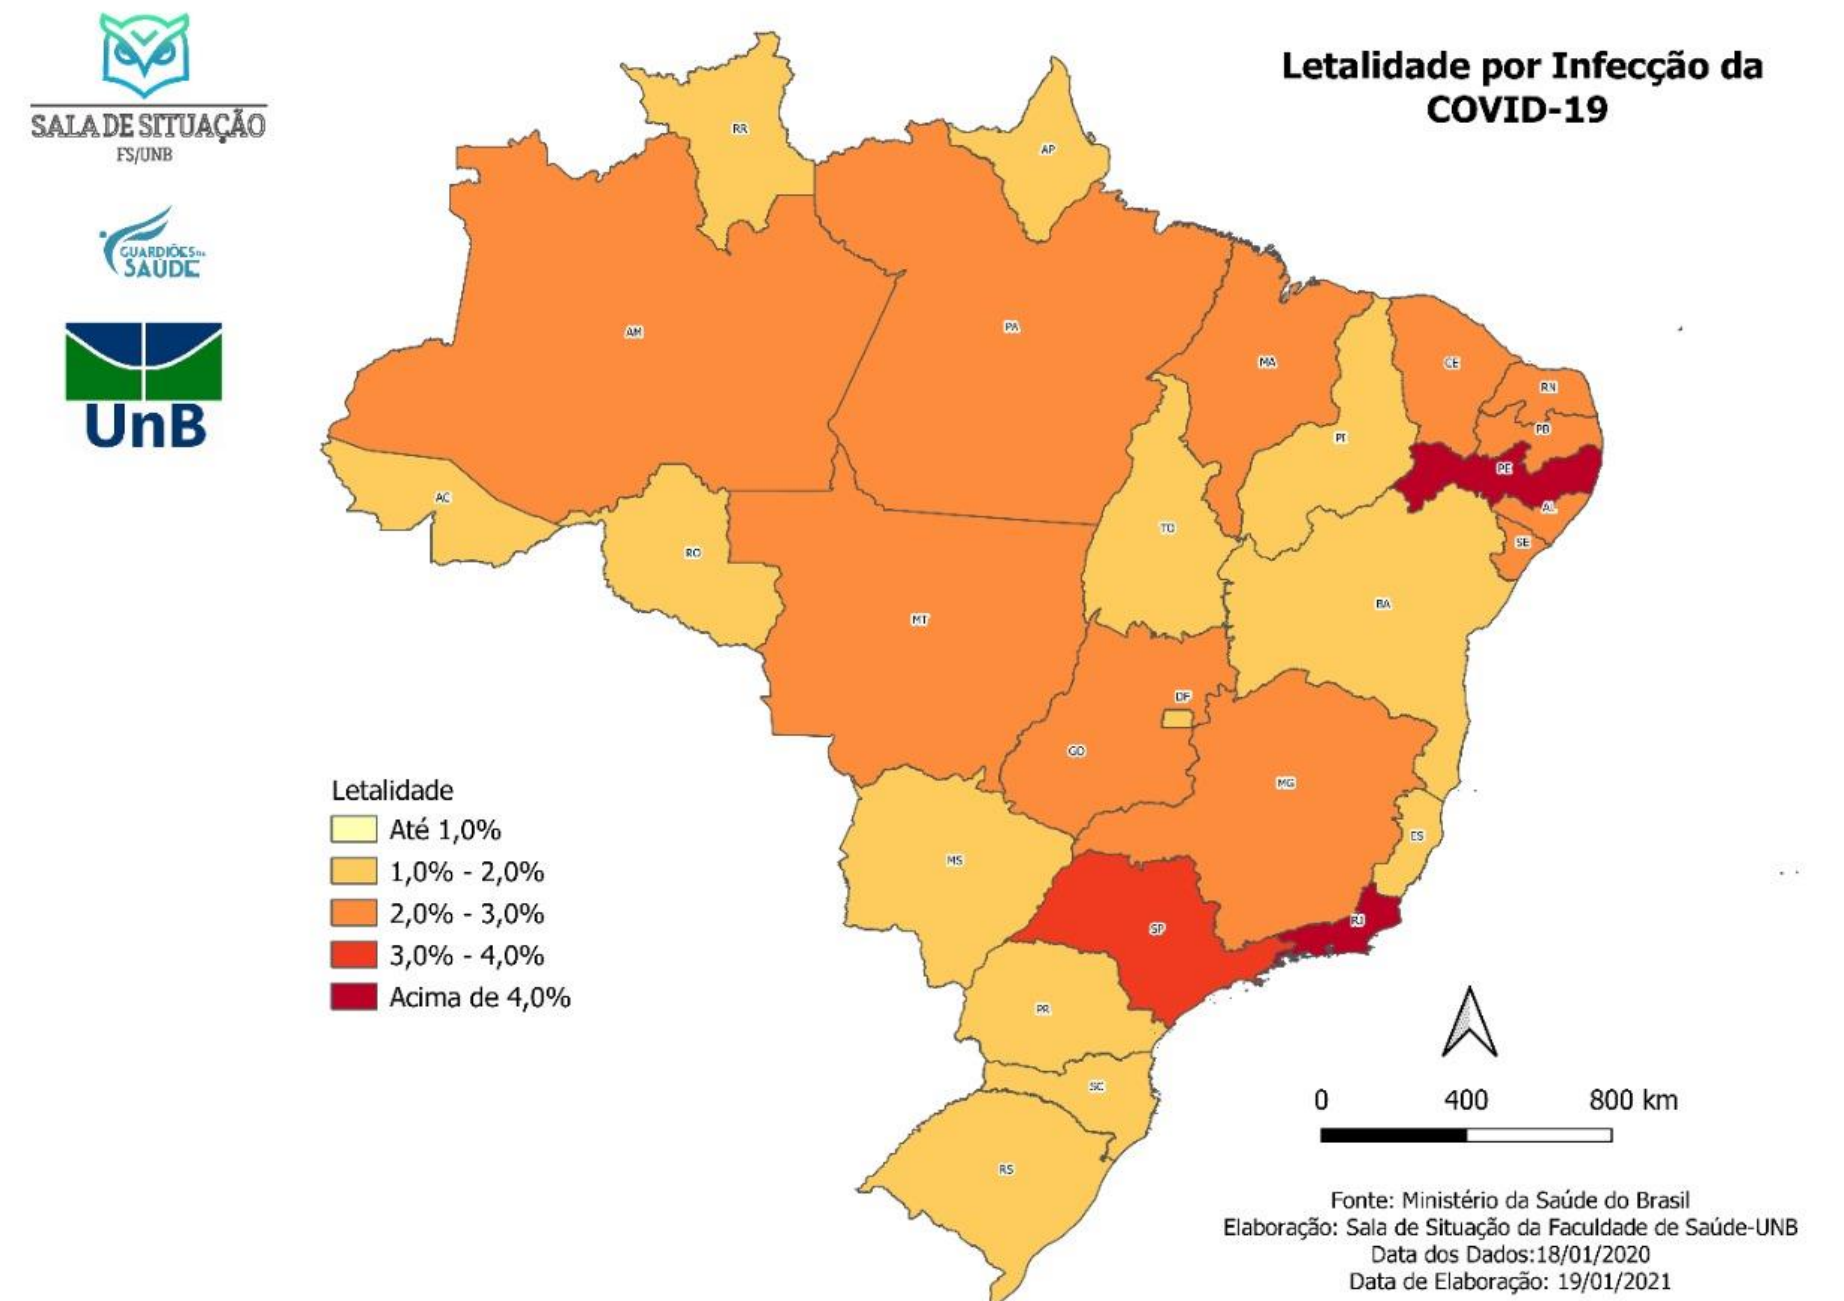 SALA DE SITUAÇÃO
FS/UNB
GUARDIÕES DA
SAÚDE
UnB
Letalidade por Infecção da
COVID-19
RR
AP
AM
PA
MA
CE
RN
PB
PI
PE
AL
SE
AC
RO
TO
BA
MT
DF
GO
MG
ES
MS
SP
RJ
PR
SC
RS
Letalidade
Até 1,0%
1,0% - 2,0%
2,0% - 3,0%
3,0% - 4,0%
Acima de 4,0%
0 400 800 km
Fonte: Ministério da Saúde do Brasil
Elaboração: Sala de Situação da Faculdade de Saúde-UNB
Data dos Dados:18/01/2020
Data de Elaboração: 19/01/2021